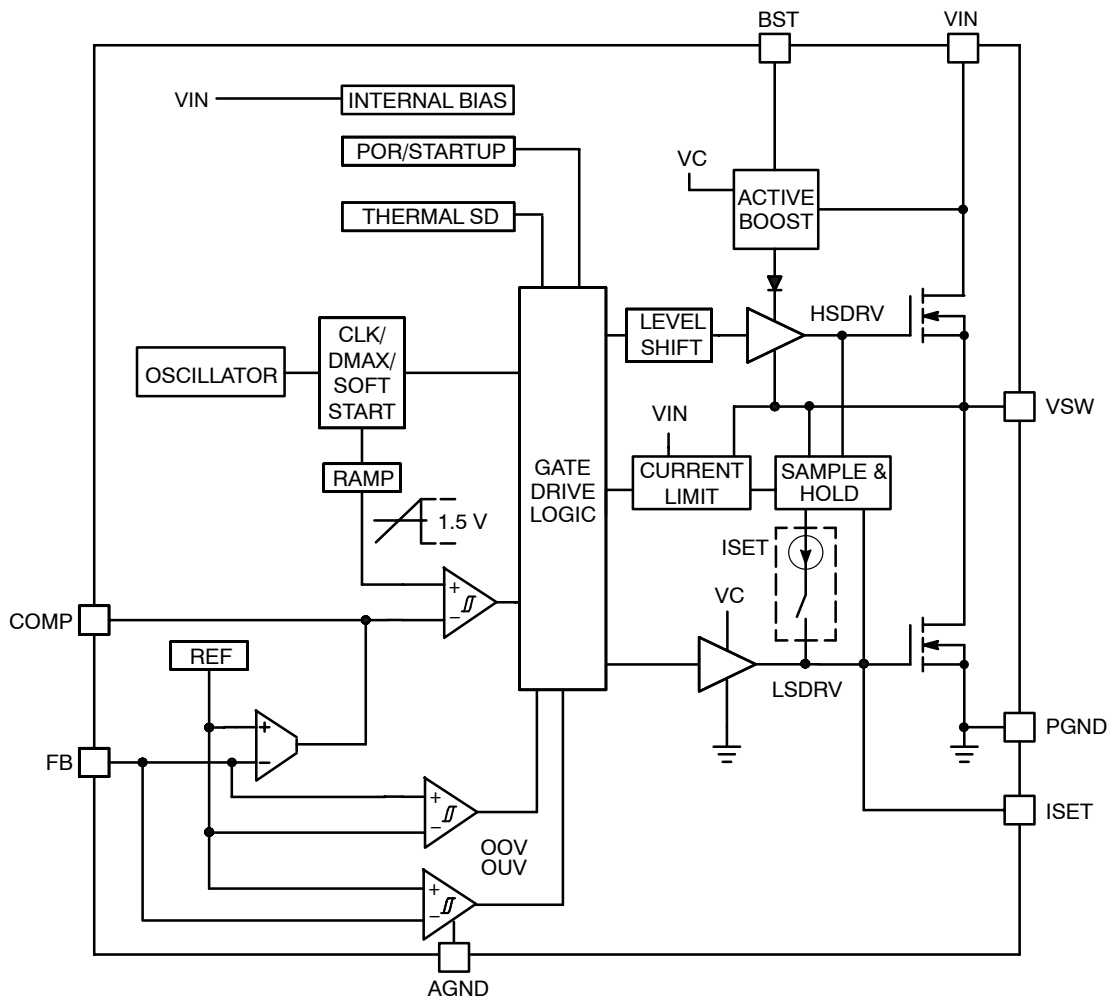 BST
VIN
VIN
INTERNAL BIAS
POR/STARTUP
THERMAL SD
VC
ACTIVE
BOOST
OSCILLATOR
CLK/
DMAX/
SOFT
START
RAMP
1.5 V
LEVEL
SHIFT
HSDRV
VSW
VIN
GATE
DRIVE
LOGIC
CURRENT
LIMIT
SAMPLE &
HOLD
ISET
COMP
+
−
REF
VC
LSDRV
FB
+
−
PGND
ISET
+
−
OOV
OUV
+
−
AGND